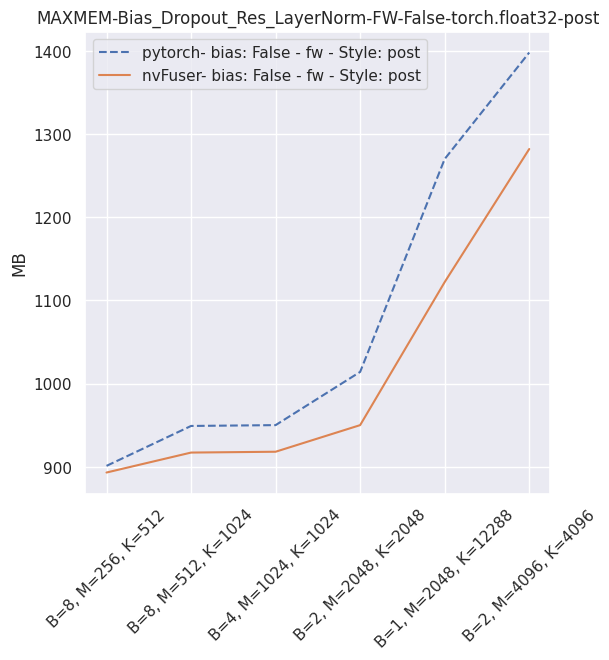 MAXMEM-Bias_Dropout_Res_LayerNorm-FW-False-torch.float32-post
pytorch- bias: False - fw - Style: post
nvFuser- bias: False - fw - Style: post
MB
1400
1300
1200
1100
1000
900
B=8, M=256, K=512
B=8, M=512, K=1024
B=4, M=1024, K=1024
B=2, M=2048, K=2048
B=1, M=2048, K=12288
B=2, M=4096, K=4096